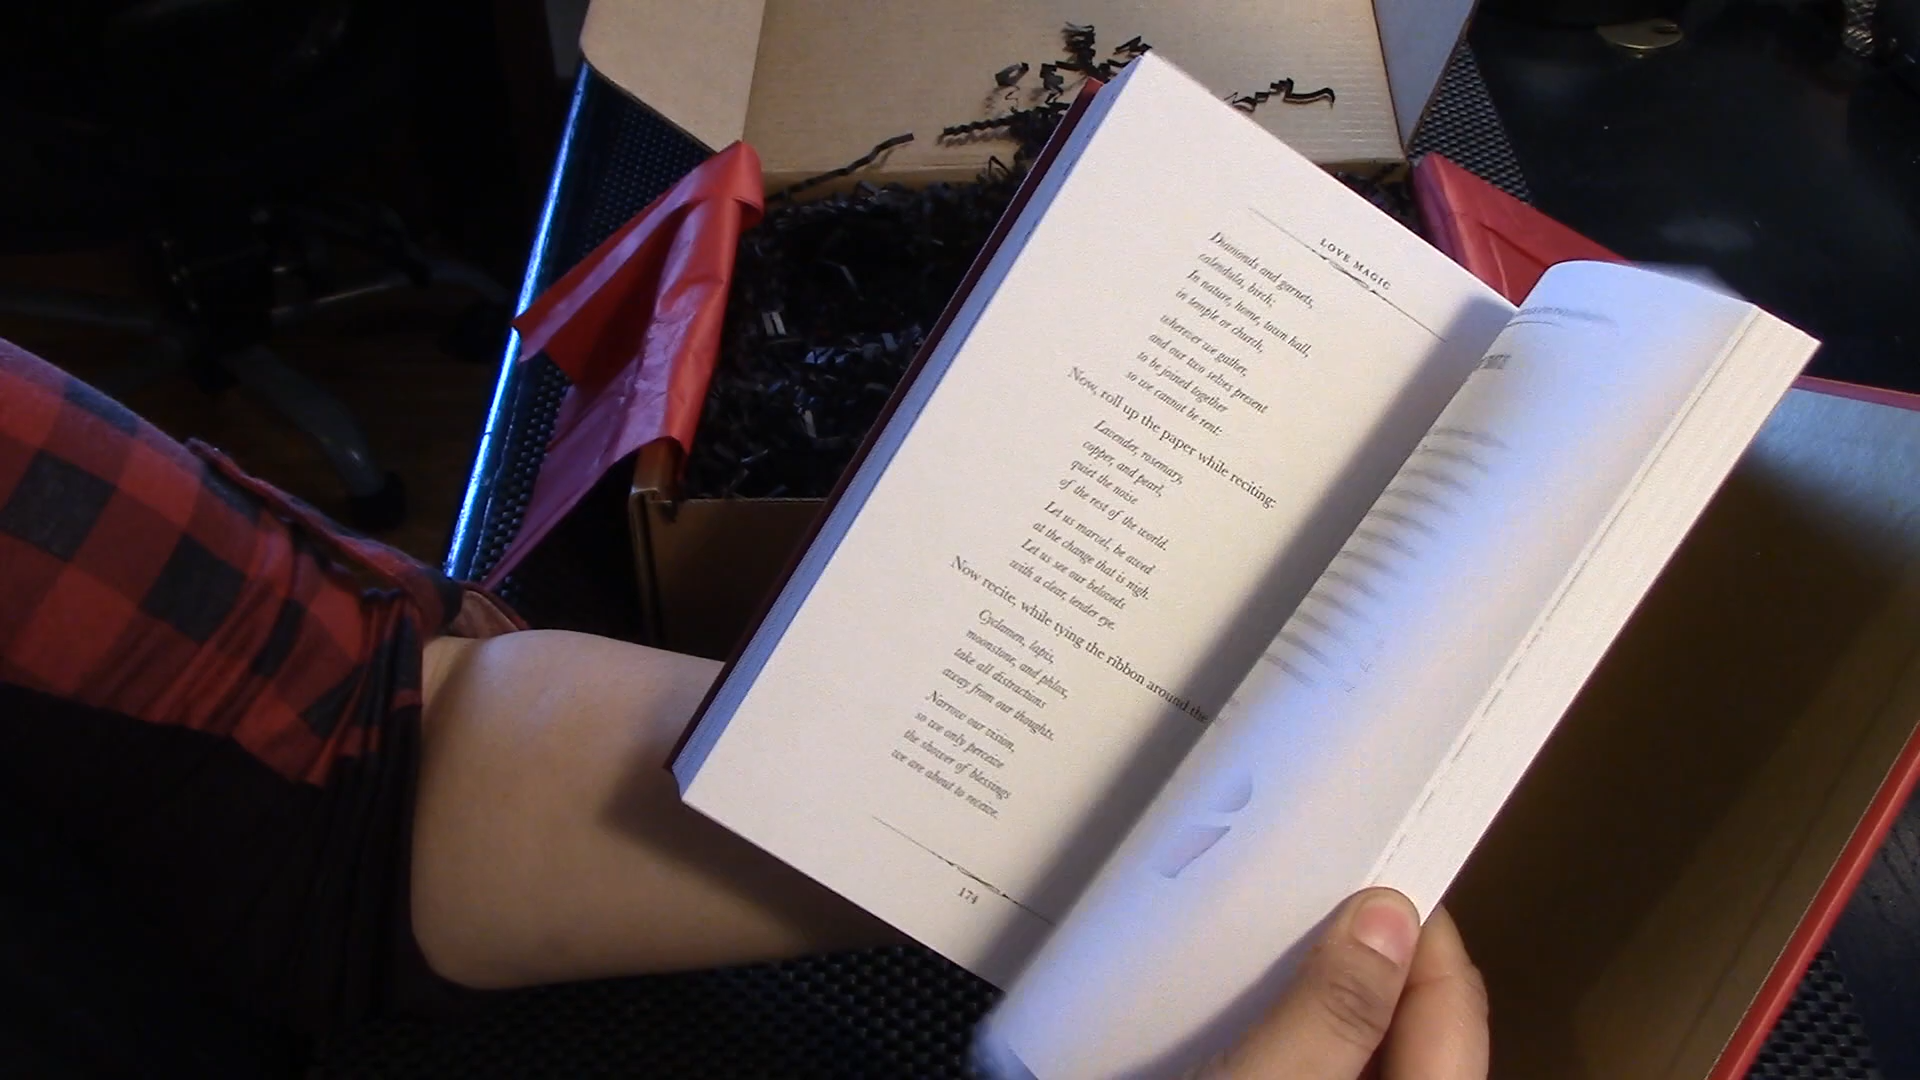 LOVE MAGIC
Diamonds and garnets,
calendula, birch;
In nature, home, town hall,
in temple or church,
wherever we gather,
and our two selves present
to be joined together
so we cannot be rent:
Now, roll up the paper while reciting:
Lavender, rosemary,
copper, and pearl,
quiet the noise
of the rest of the world.
Let us marvel, be awed
at the change that is nigh.
Let us see our beloveds
with a clear, tender eye.
Now recite, while tying the ribbon around the
Cyclamen, lapis,
moonstone, and phlox,
take all distractions
away from our thoughts.
Narrow our vision,
so we only perceive
the shower of blessings
we are about to receive.
174